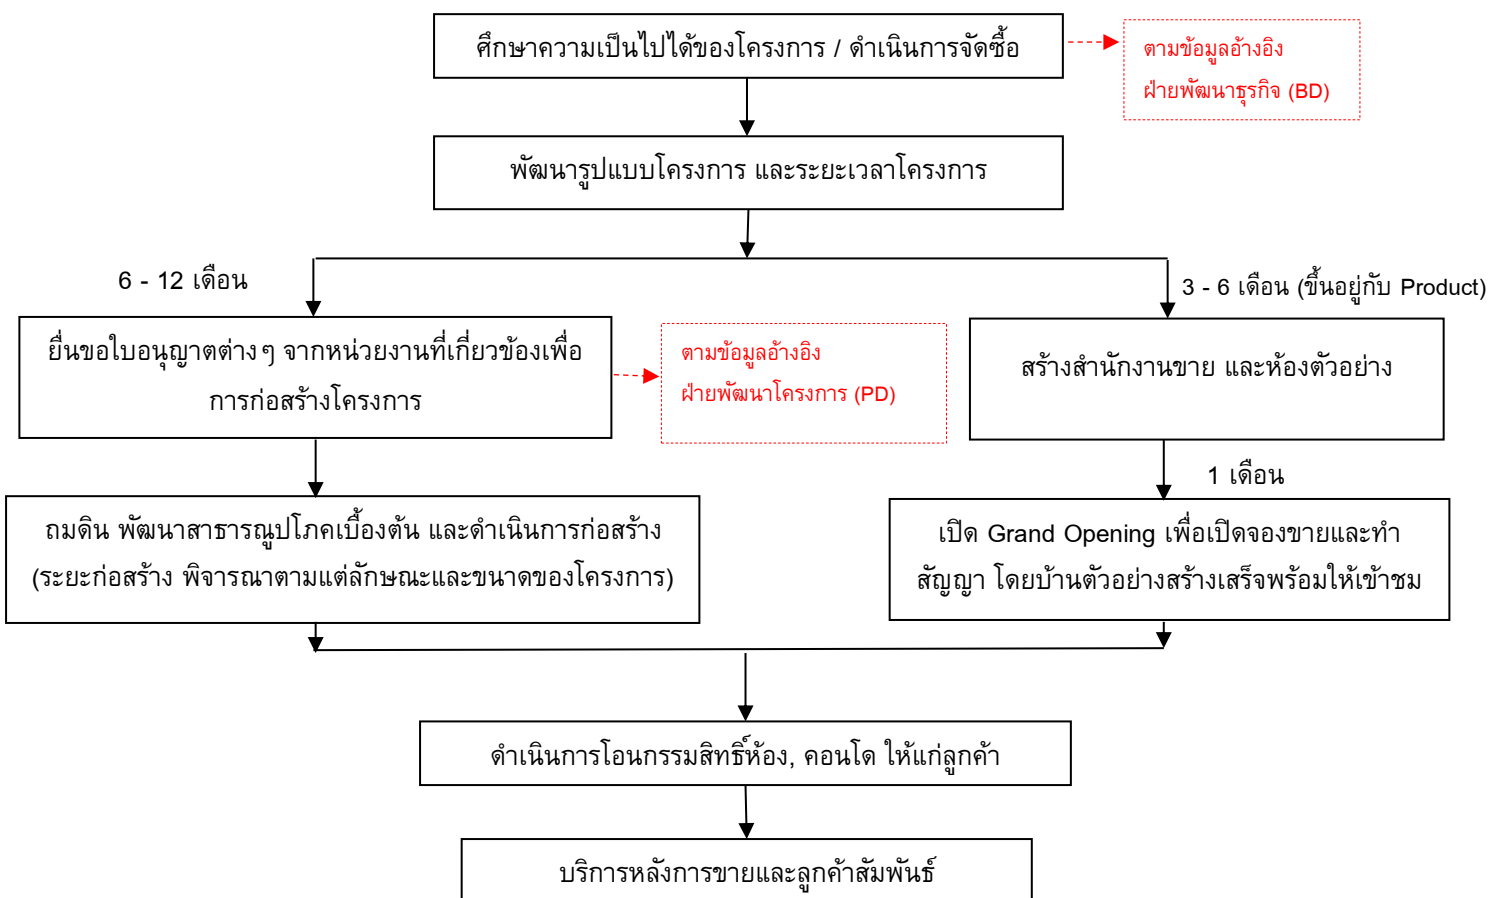 ศึกษาความเป็นไปได้ของโครงการ / ดำเนินการจัดซื้อ
ตามข้อมูลอ้างอิง
ฝ่ายพัฒนาธุรกิจ (BD)
พัฒนารูปแบบโครงการ และระยะเวลาโครงการ
6 - 12 เดือน
3 - 6 เดือน (ขึ้นอยู่กับ Product)
ยื่นขอใบอนุญาตต่างๆ จากหน่วยงานที่เกี่ยวข้องเพื่อ
การก่อสร้างโครงการ
ตามข้อมูลอ้างอิง
ฝ่ายพัฒนาโครงการ (PD)
สร้างสำนักงานขาย และห้องตัวอย่าง
1 เดือน
ถมดิน พัฒนาสาธารณูปโภคเบื้องต้น และดำเนินการก่อสร้าง
(ระยะก่อสร้าง พิจารณาตามแต่ลักษณะและขนาดของโครงการ)
เปิด Grand Opening เพื่อเปิดจองขายและทำ
สัญญา โดยบ้านตัวอย่างสร้างเสร็จพร้อมให้เข้าชม
ดำเนินการโอนกรรมสิทธิ์ห้อง, คอนโด ให้แก่ลูกค้า
บริการหลังการขายและลูกค้าสัมพันธ์